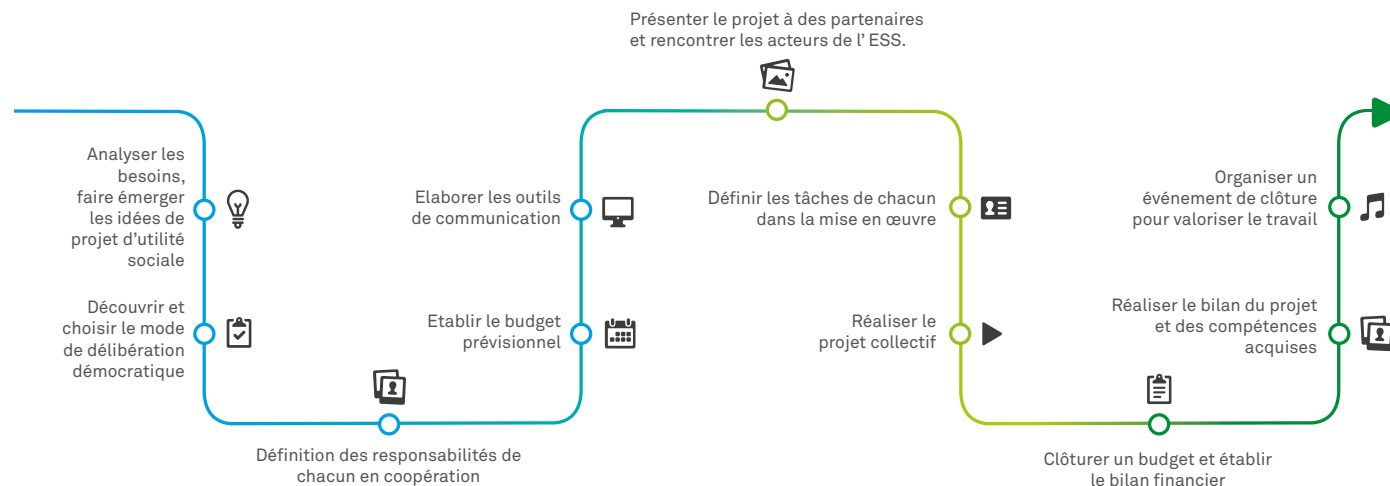 Analyser les
besoins,
faire émerger
les idées de
projet d'utilité
sociale
Découvrir et
choisir le mode
de délibération
démocratique
Définition des responsabilités de
chacun en coopération
Etablir le budget
prévisionnel
Elaborer les outils
de communication
Présenter le projet à des partenaires
et rencontrer les acteurs de l' ESS.
Définir les tâches de chacun
dans la mise en œuvre
Réaliser le
projet collectif
Clôturer un budget et établir
le bilan financier
Réaliser le bilan du projet
et des compétences
acquises
Organiser un
événement de clôture
pour valoriser le travail